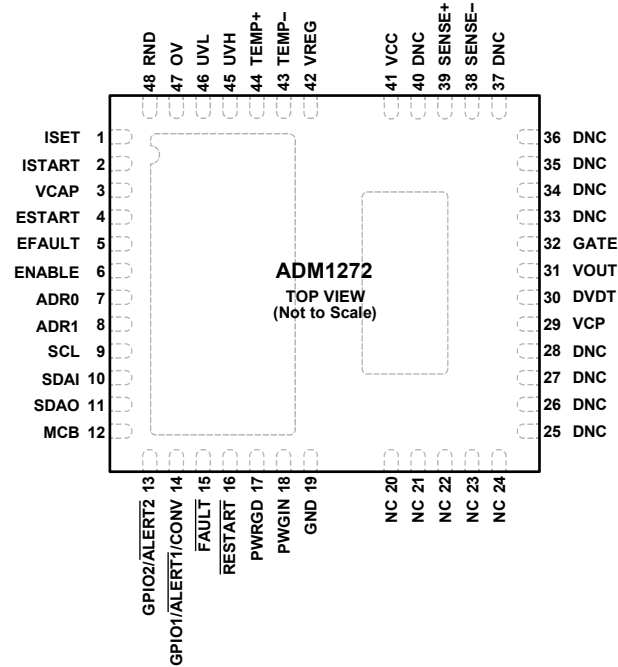 48 RND
47 OV
46 UVL
45 UVH
44 TEMP+
43 TEMP–
42 VREG
41 VCC
40 DNC
39 SENSE+
38 SENSE–
37 DNC
ISET 1
ISTART 2
VCAP 3
ESTART 4
EFAULT 5
ENABLE 6
ADR0 7
ADR1 8
SCL 9
SDAI 10
SDAO 11
MCB 12
ADM1272
TOP VIEW
(Not to Scale)
36 DNC
35 DNC
34 DNC
33 DNC
32 GATE
31 VOUT
30 DVDT
29 VCP
28 DNC
27 DNC
26 DNC
25 DNC
GPIO2/ALERT2 13
GPIO1/ALERT1/CONV 14
FAULT 15
RESTART 16
PWRGD 17
PWGIN 18
GND 19
NC 20
NC 21
NC 22
NC 23
NC 24